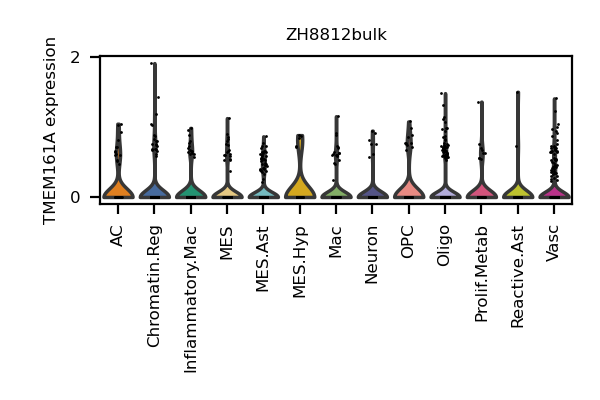 ZH8812bulk
TMEM161A expression
2
0
AC
Chromatin.Reg
Inflammatory.Mac
MES
MES.Ast
MES.Hyp
Mac
Neuron
OPC
Oligo
Prolif.Metab
Reactive.Ast
Vasc